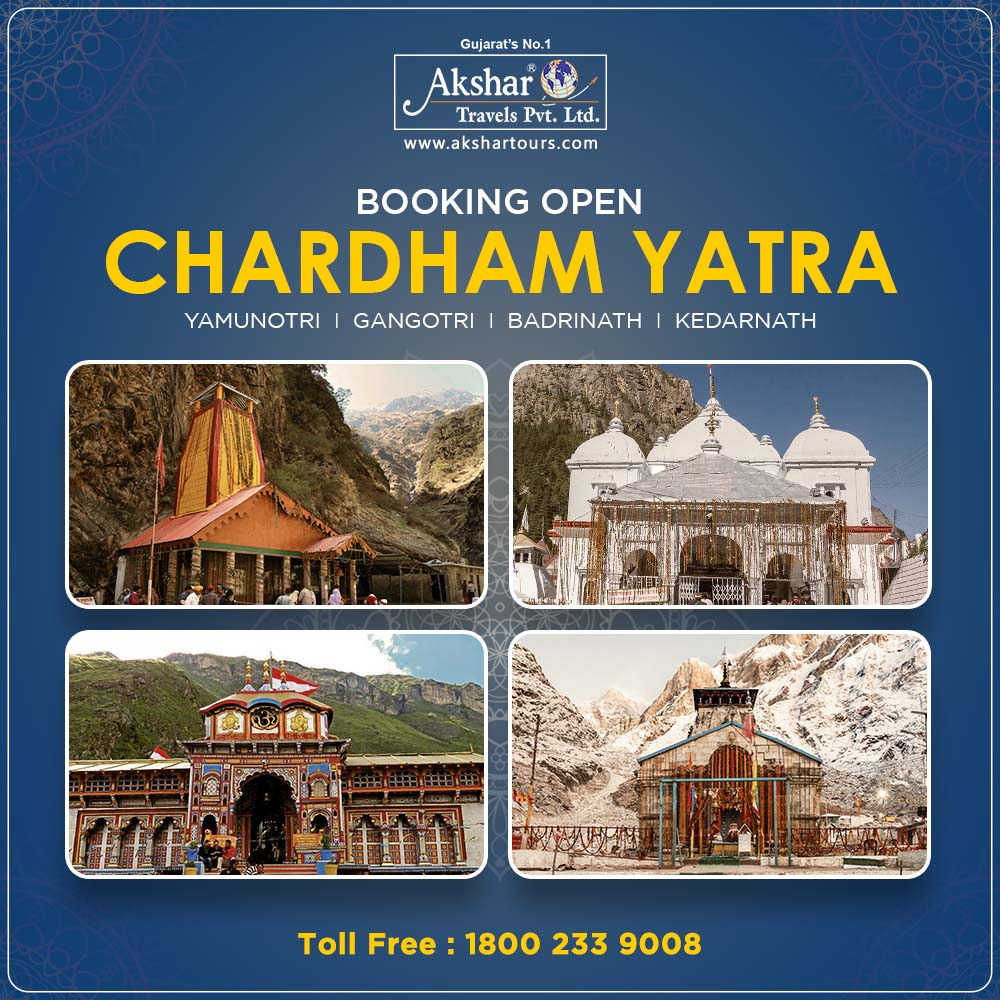 Gujarat's No.1
Akshar®
Travels Pvt. Ltd.
www.akshartours.com
BOOKING OPEN
CHARDHAM YATRA
YAMUNOTRI | GANGOTRI | BADRINATH | KEDARNATH
ॐ
Toll Free : 1800 233 9008